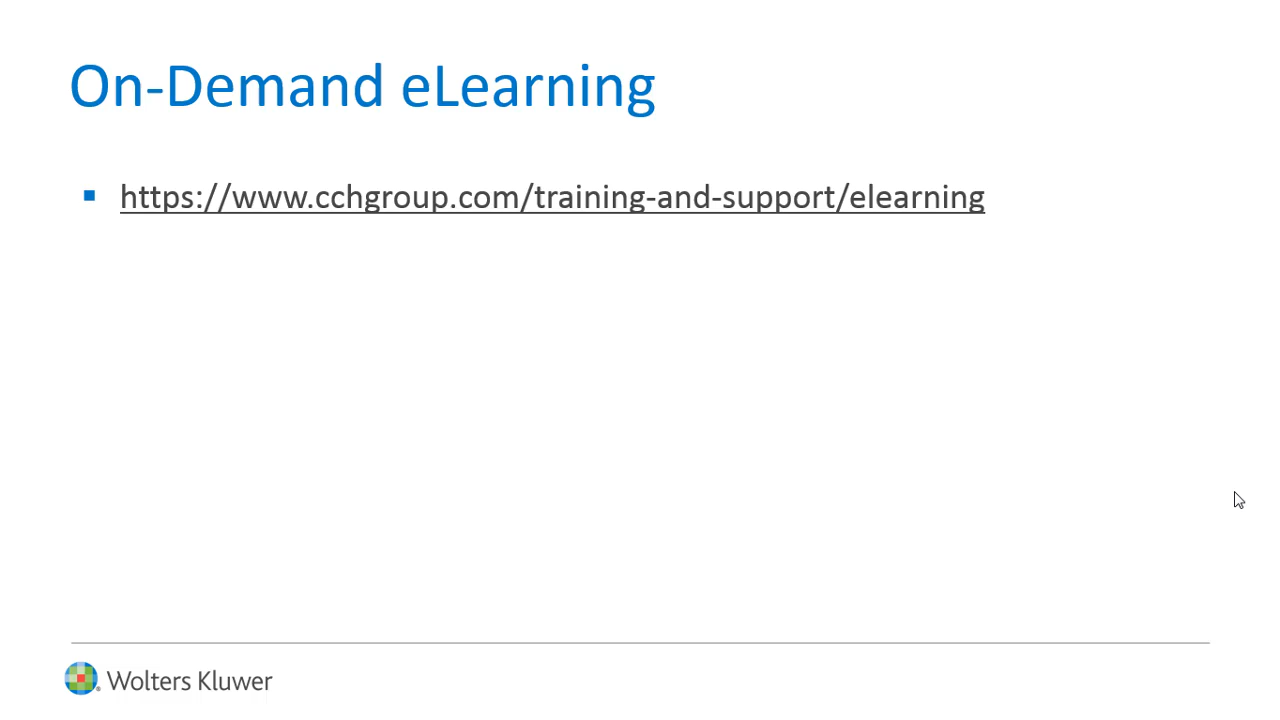 On-Demand eLearning
https://www.cchgroup.com/training-and-support/elearning
Wolters Kluwer